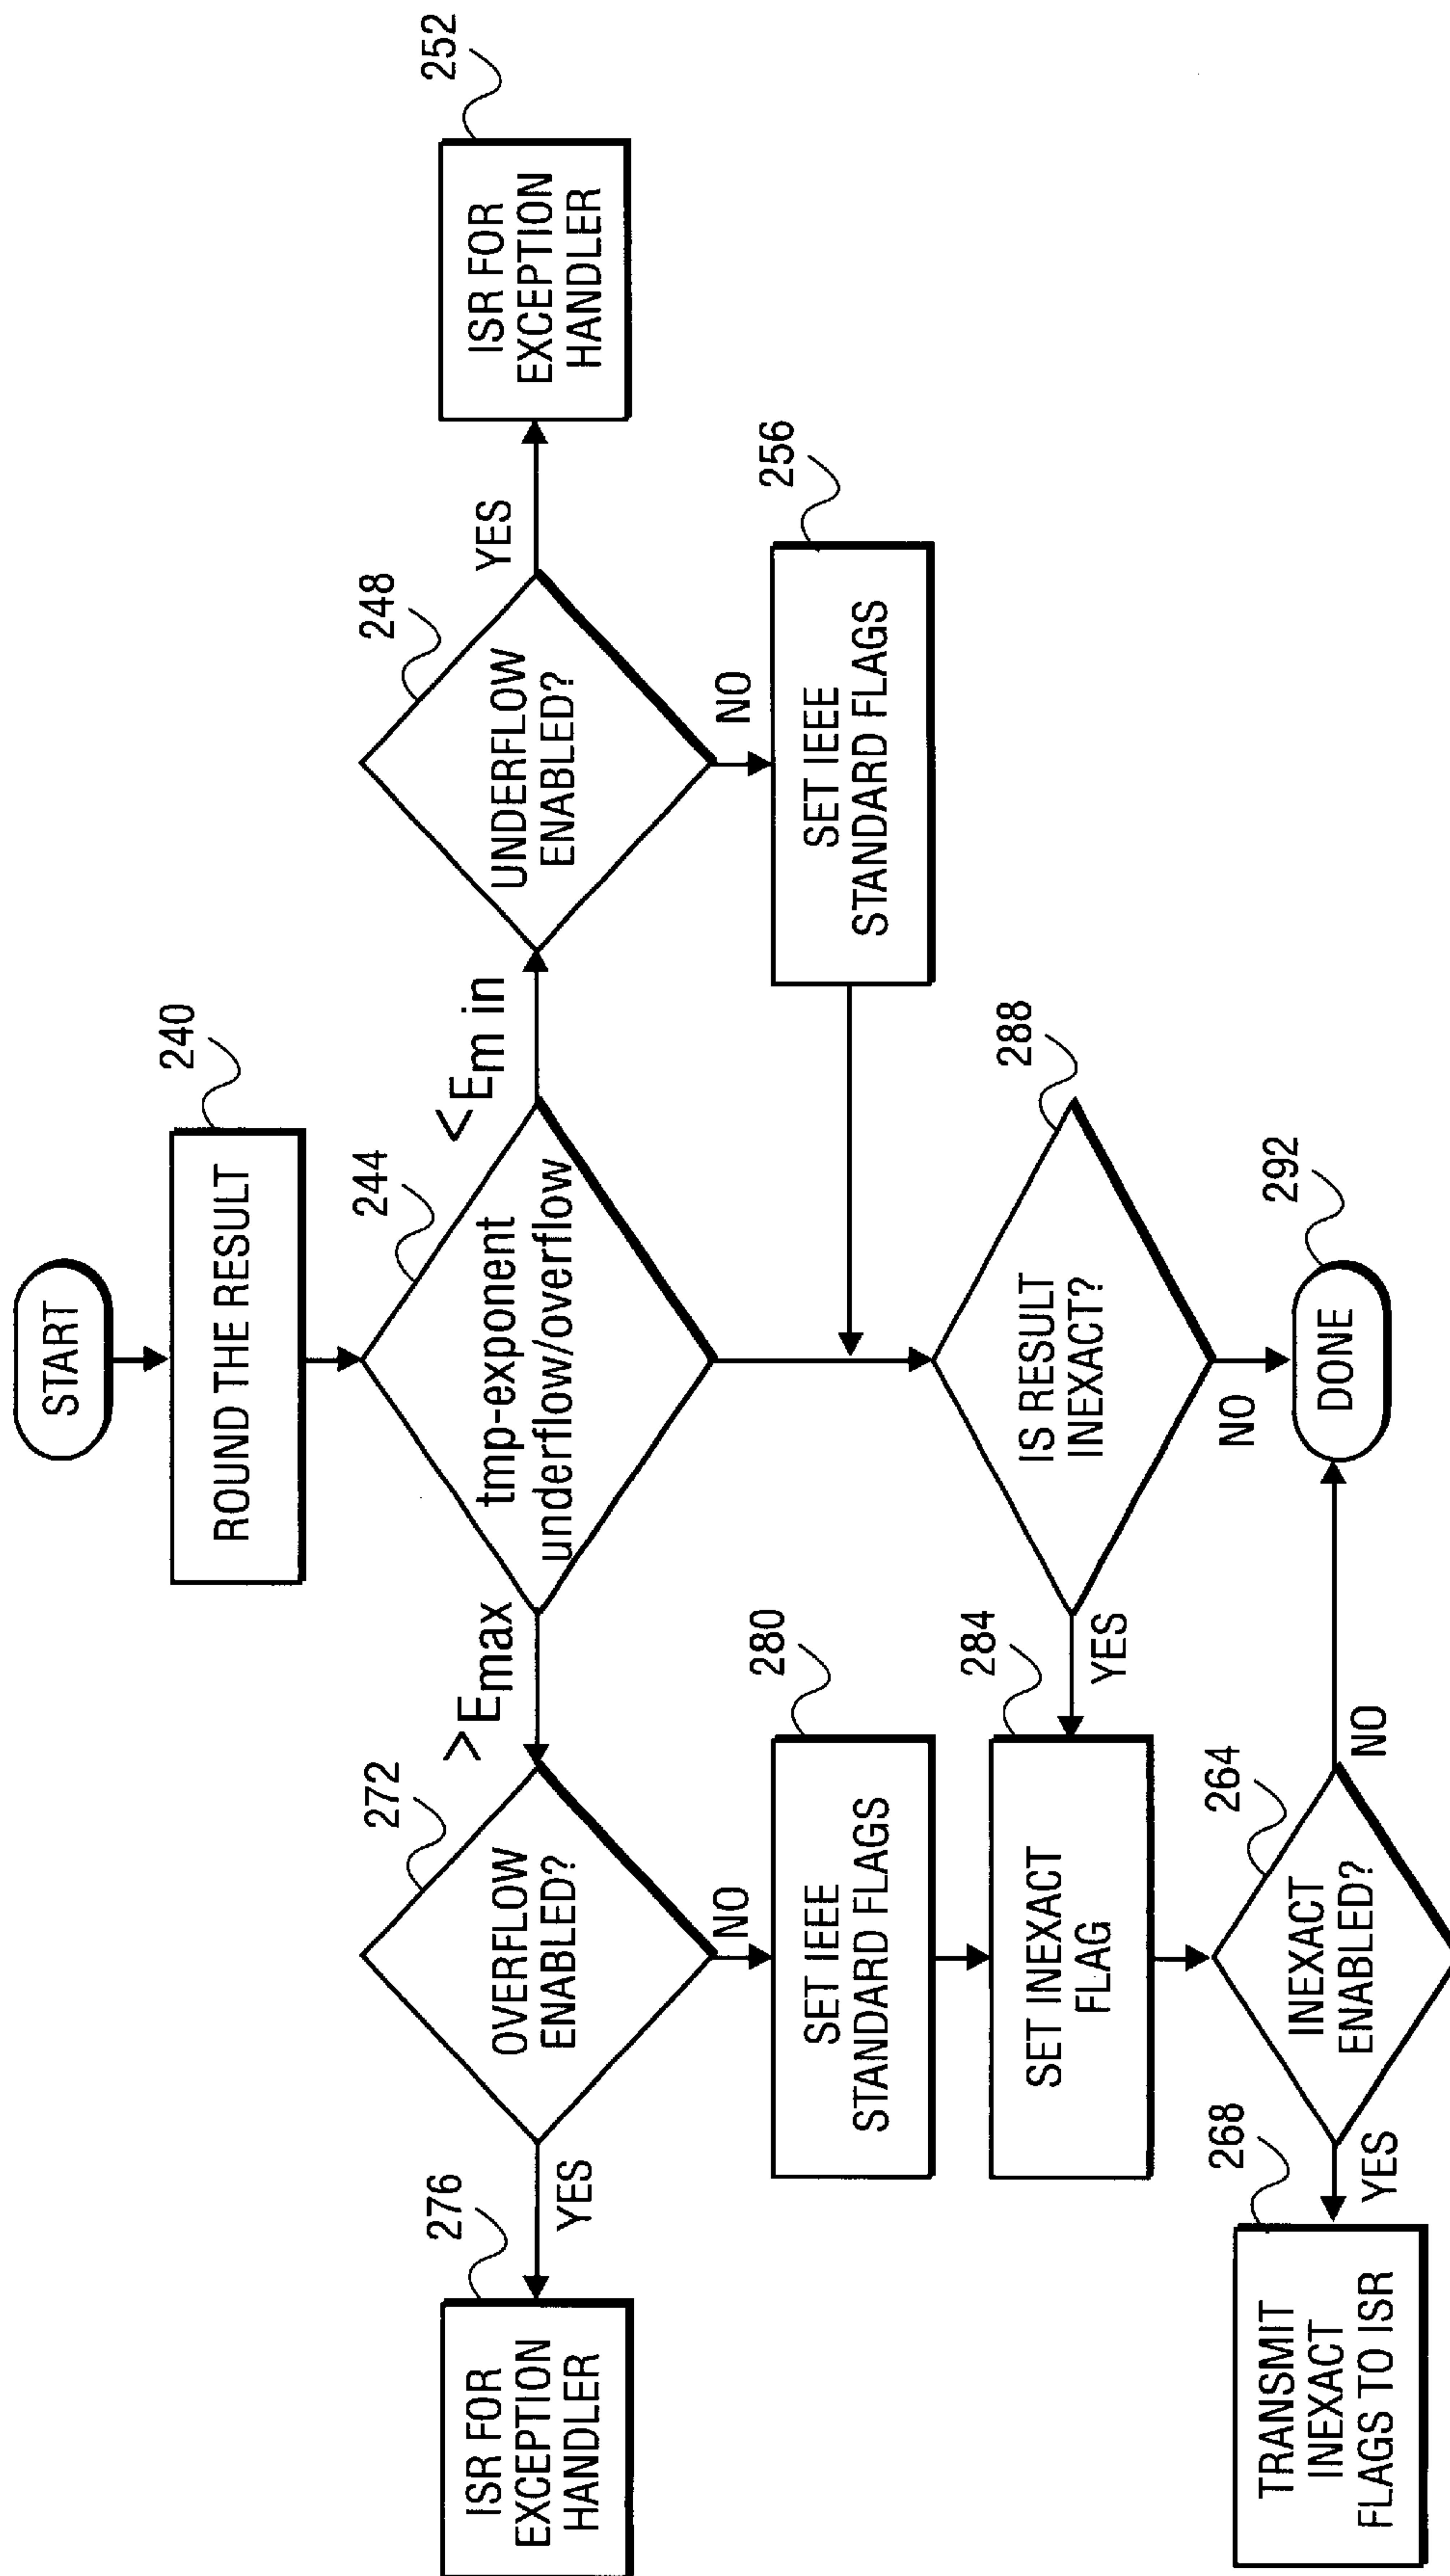 START
240
ROUND THE RESULT
244
tmp-exponent
underflow/overflow
>Emax
<Em in
272
OVERFLOW
ENABLED?
YES
276
ISR FOR
EXCEPTION
HANDLER
NO
280
SET IEEE
STANDARD FLAGS
248
UNDERFLOW
ENABLED?
YES
252
ISR FOR
EXCEPTION
HANDLER
NO
256
SET IEEE
STANDARD FLAGS
288
IS RESULT
INEXACT?
YES
284
SET INEXACT
FLAG
NO
292
DONE
264
INEXACT
ENABLED?
NO
YES
268
TRANSMIT
INEXACT
FLAGS TO ISR